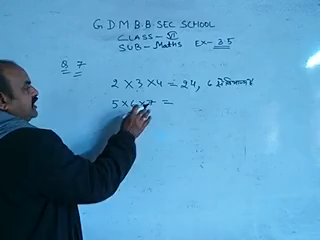 G D M B.B. SEC SCHOOL
CLASS - VI
SUB - Maths Ex - 3.5
Q 7
2 × 3 × 4 = 24, 6 से विभाज्य
5 × 6 × 7 =